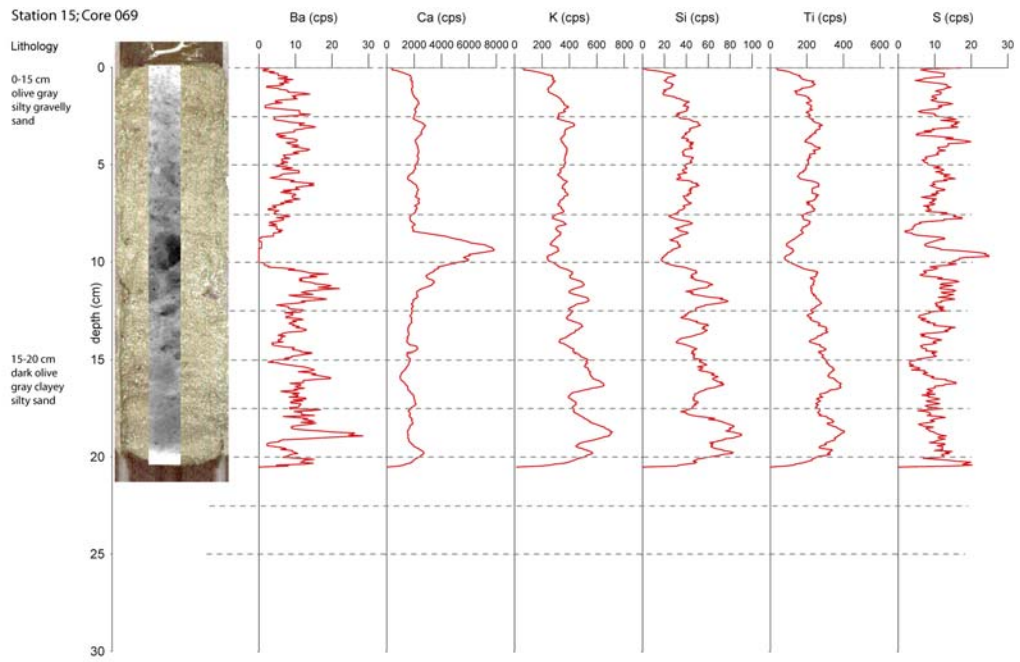 Station 15; Core 069
Ba (cps)
Ca (cps)
K (cps)
Si (cps)
Ti (cps)
S (cps)
Lithology
0 10 20 30
0 2000 4000 6000 8000
0 200 400 600 800
0 20 40 60 80 100
0 200 400 600
0 10 20 30
0-15 cm
olive gray
silty gravelly
sand
15-20 cm
dark olive
gray clayey
silty sand
depth (cm)
0
5
10
15
20
25
30